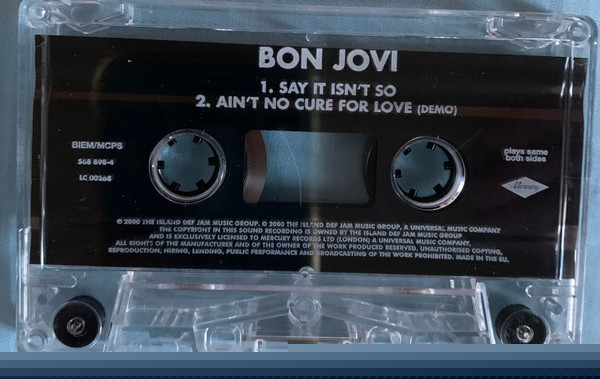 BON JOVI
1. SAY IT ISN'T SO
2. AIN'T NO CURE FOR LOVE (DEMO)
BIEM/MCPS
568 898-4
LC 00268
plays same
both sides
Mercury
℗ 2000 THE ISLAND DEF JAM MUSIC GROUP. © 2000 THE ISLAND DEF JAM MUSIC GROUP, A UNIVERSAL MUSIC COMPANY
THE COPYRIGHT IN THIS SOUND RECORDING IS OWNED BY THE ISLAND DEF JAM MUSIC GROUP
AND IS EXCLUSIVELY LICENSED TO MERCURY RECORDS LTD (LONDON) A UNIVERSAL MUSIC COMPANY.
ALL RIGHTS OF THE MANUFACTURER AND OF THE OWNER OF THE WORK PRODUCED RESERVED. UNAUTHORISED COPYING,
REPRODUCTION, HIRING, LENDING, PUBLIC PERFORMANCE AND BROADCASTING OF THE WORK PROHIBITED. MADE IN THE EU.